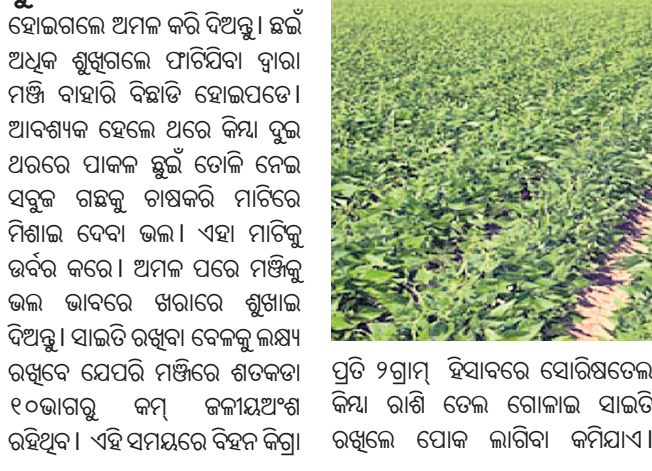 ହୋଇଗଲେ ଅମଳ କରି ଦିଅନ୍ତୁ। ଛଇଁ
ଅଧିକ ଶୁଖିଗଲେ ଫାଟିଯିବା ଦ୍ୱାରା
ମଞ୍ଜି ବାହାରି ବିଛାଡି ହୋଇପଡେ।
ଆବଶ୍ୟକ ହେଲେ ଥରେ କିମ୍ୱା ଦୁଇ
ଥରରେ ପାକଳ ଛୁଇଁ ତୋଳି ନେଇ
ସବୁଜ ଗଛକୁ ଚାଷକରି ମାଟିରେ
ମିଶାଇ ଦେବା ଭଲ। ଏହା ମାଟିକୁ
ଉର୍ବର କରେ। ଅମଳ ପରେ ମଞ୍ଜିକୁ
ଭଲ ଭାବରେ ଖରାରେ ଶୁଖାଇ
ଦିଅନ୍ତୁ। ସାଇତି ରଖିବା ବେଳକୁ ଲକ୍ଷ୍ୟ
ରଖିବେ ଯେପରି ମଞ୍ଜିରେ ଶତକଡା
୧୦ଭାଗରୁ କମ୍ ଜଳୀୟଅଂଶ
ରହିଥିବ। ଏହି ସମୟରେ ବିହନ କିଗ୍ରା
ପ୍ରତି ୨ଗ୍ରାମ୍ ହିସାବରେ ସୋରିଷତେଲ
କିମ୍ୱା ରାଶି ତେଲ ଗୋଳାଇ ସାଇତି
ରଖିଲେ ପୋକ ଲାଗିବା କମିଯାଏ।